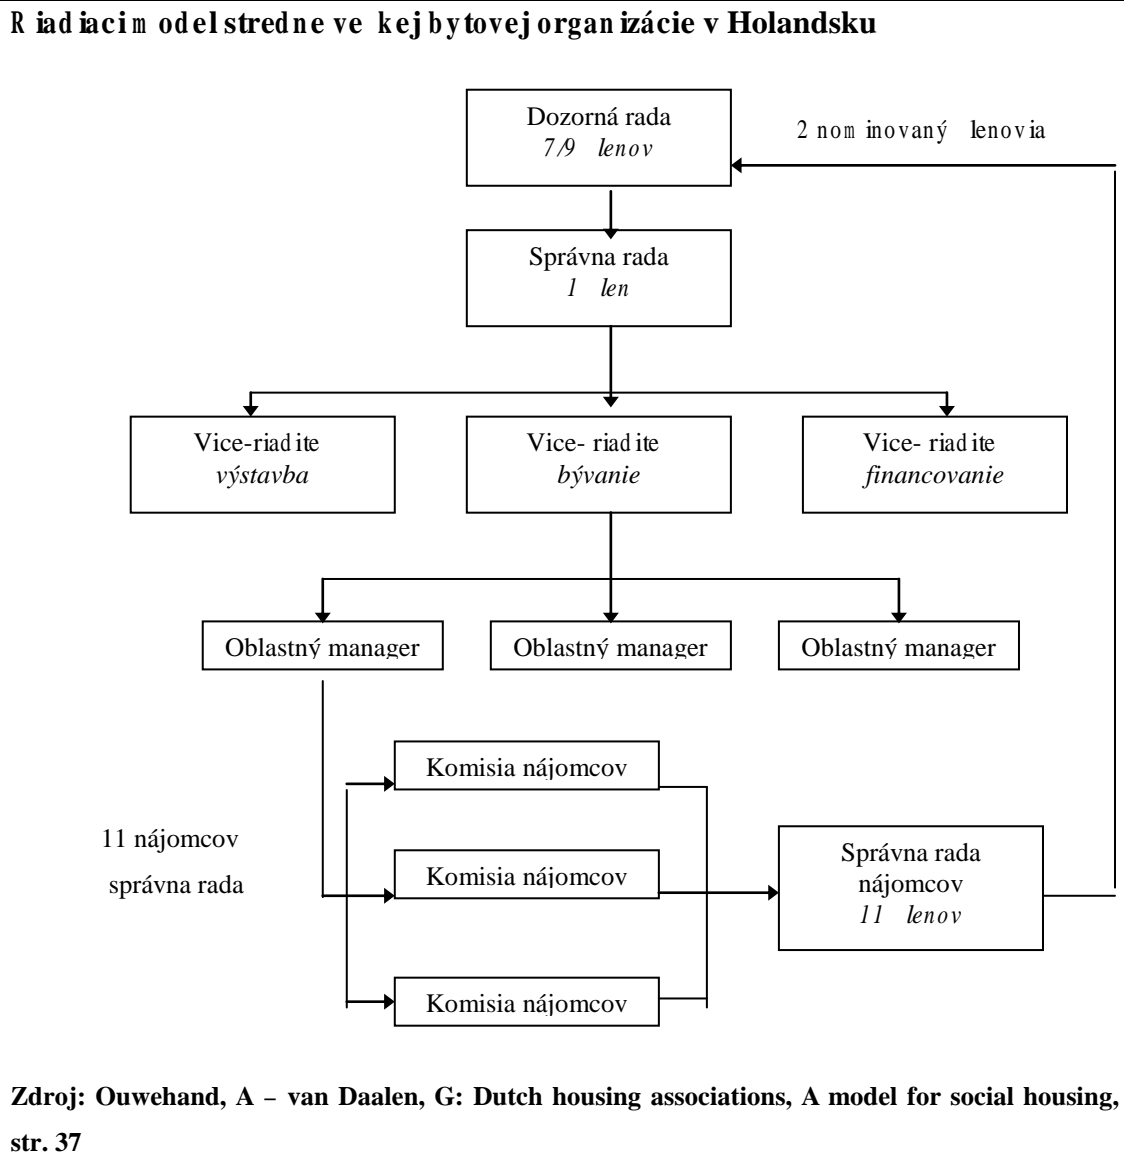 Riadiaci model stredne ve kej bytovej organizácie v Holandsku
Dozorná rada
7/9 lenov
2 nominovaný lenovia
Správna rada
1 len
Vice-riadite
výstavba
Vice- riadite
bývanie
Vice- riadite
financovanie
Oblastný manager
Oblastný manager
Oblastný manager
Komisia nájomcov
11 nájomcov
správna rada
Komisia nájomcov
Správna rada
nájomcov
11 lenov
Komisia nájomcov
Zdroj: Ouwehand, A – van Daalen, G: Dutch housing associations, A model for social housing,
str. 37